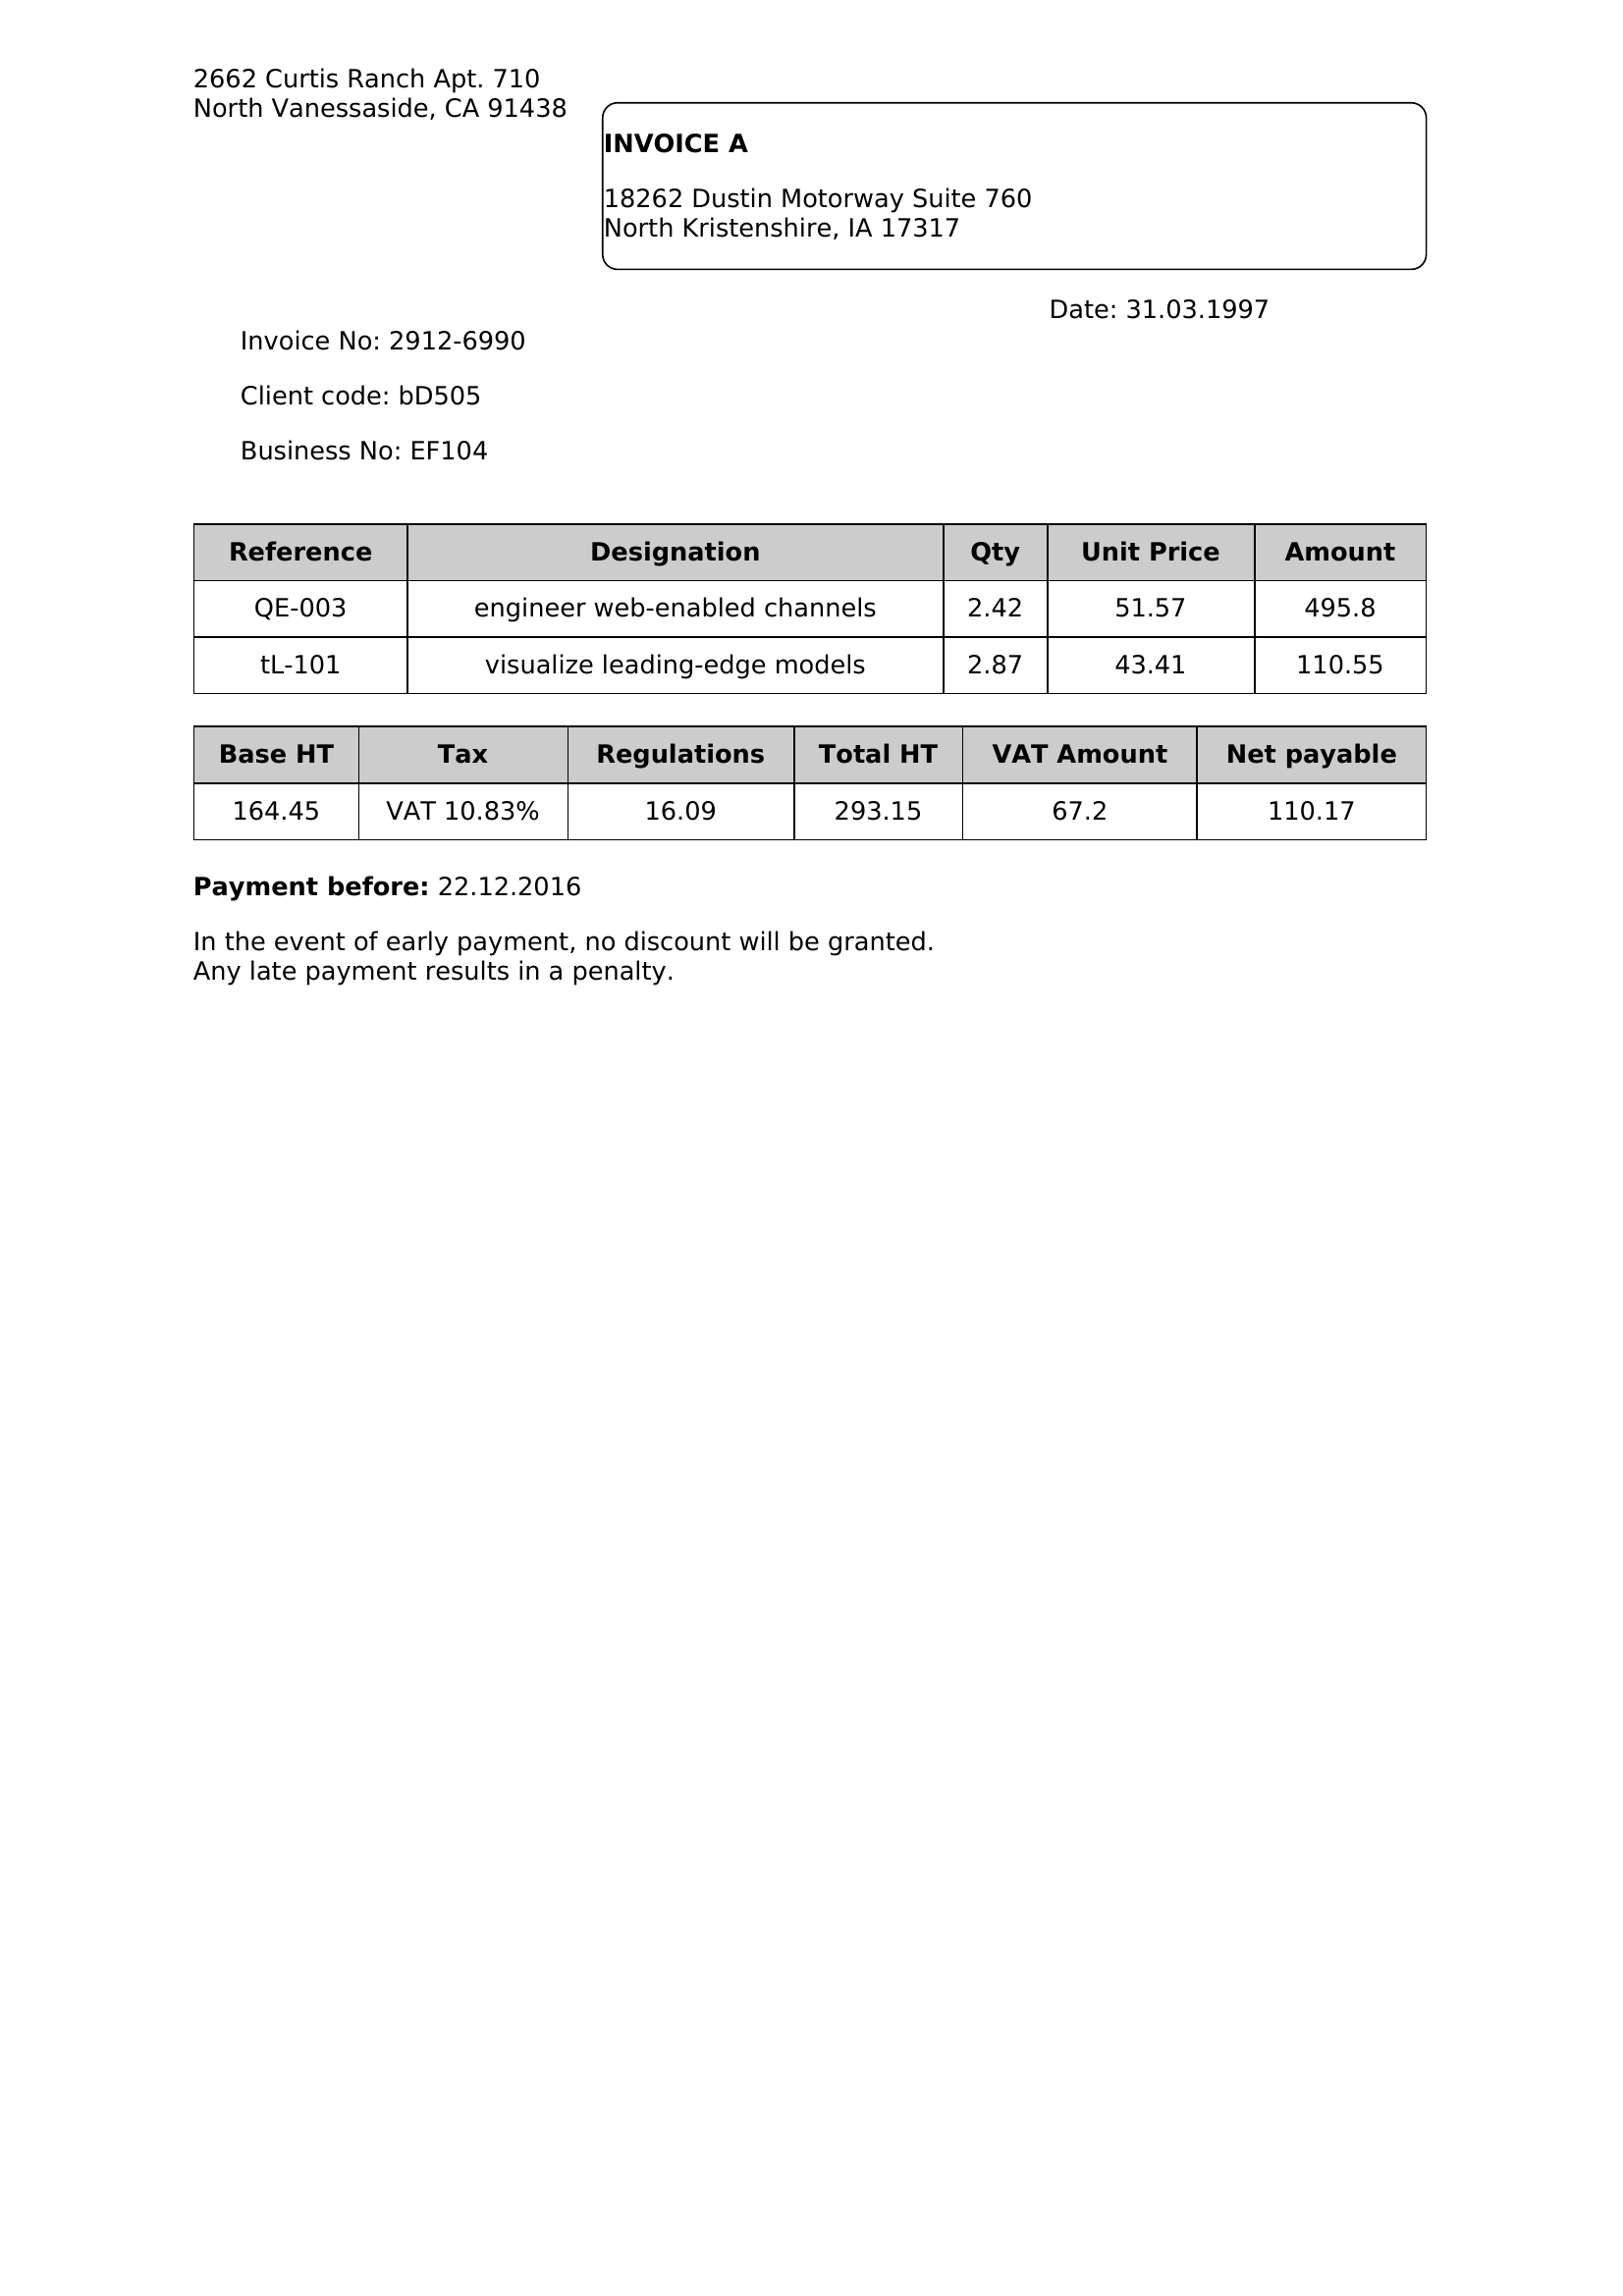 2662 Curtis Ranch Apt. 710
North Vanessaside, CA 91438
INVOICE A
18262 Dustin Motorway Suite 760
North Kristenshire, IA 17317
Date: 31.03.1997
Invoice No: 2912-6990
Client code: bD505
Business No: EF104
Reference Designation Qty Unit Price Amount
QE-003 engineer web-enabled channels 2.42 51.57 495.8
tL-101 visualize leading-edge models 2.87 43.41 110.55
Base HT Tax Regulations Total HT VAT Amount Net payable
164.45 VAT 10.83% 16.09 293.15 67.2 110.17
Payment before: 22.12.2016
In the event of early payment, no discount will be granted.
Any late payment results in a penalty.